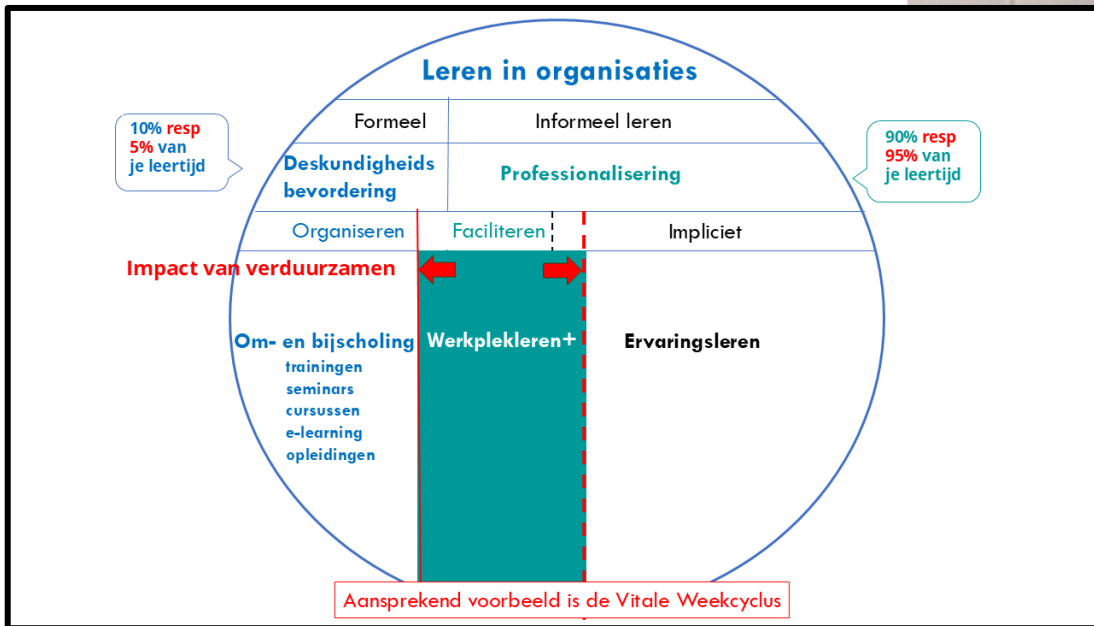 Leren in organisaties
Formeel
Informeel leren
10% resp
5% van
je leertijd
90% resp
95% van
je leertijd
Deskundigheids
bevordering
Professionalisering
Organiseren
Faciliteren
Impliciet
Impact van verduurzamen
Om- en bijscholing
trainingen
seminars
cursussen
e-learning
opleidingen
Werkplekleren+
Ervaringsleren
Aansprekend voorbeeld is de Vitale Weekcyclus